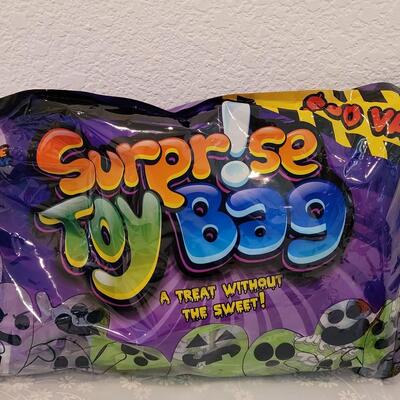 Surpr!se
Toy Bag
A TREAT WITHOUT
THE SWEET!